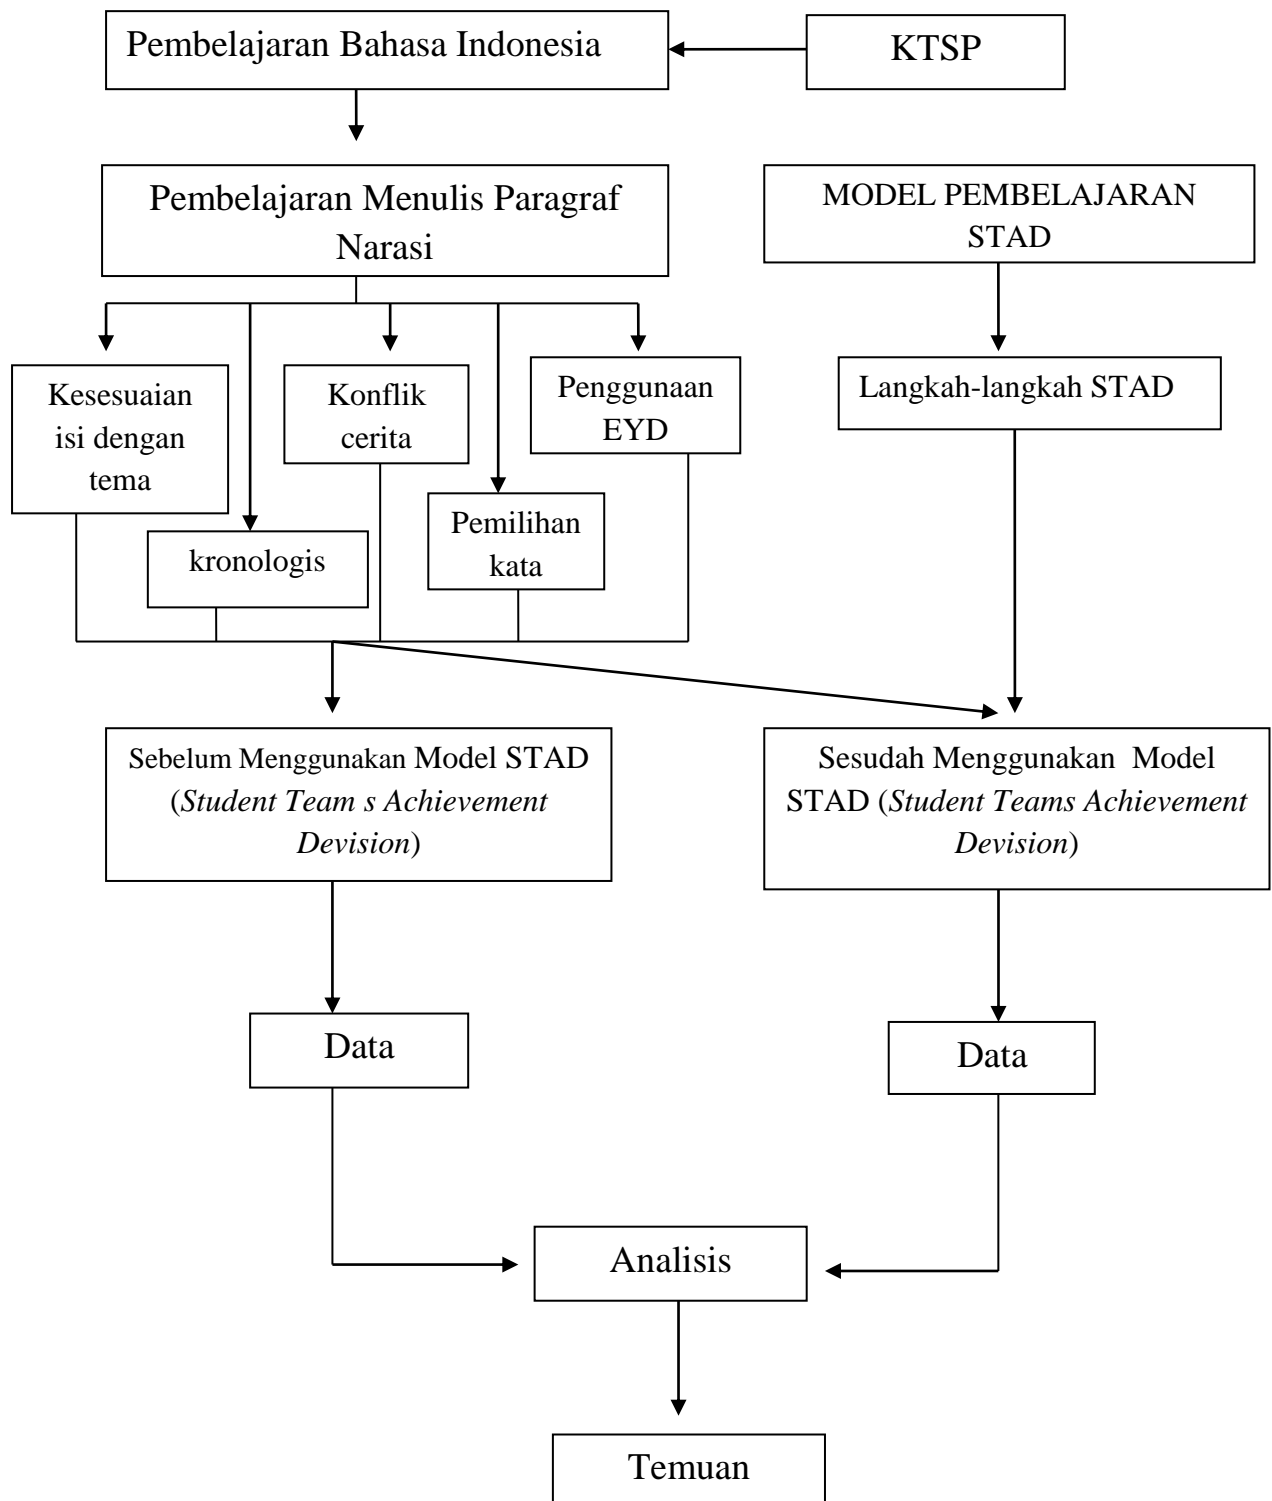 Pembelajaran Bahasa Indonesia
KTSP
Pembelajaran Menulis Paragraf
Narasi
MODEL PEMBELAJARAN
STAD
Kesesuaian
isi dengan
tema
kronologis
Konflik
cerita
Pemilihan
kata
Penggunaan
EYD
Langkah-langkah STAD
Sebelum Menggunakan Model STAD
(Student Team s Achievement
Devision)
Sesudah Menggunakan Model
STAD (Student Teams Achievement
Devision)
Data
Data
Analisis
Temuan